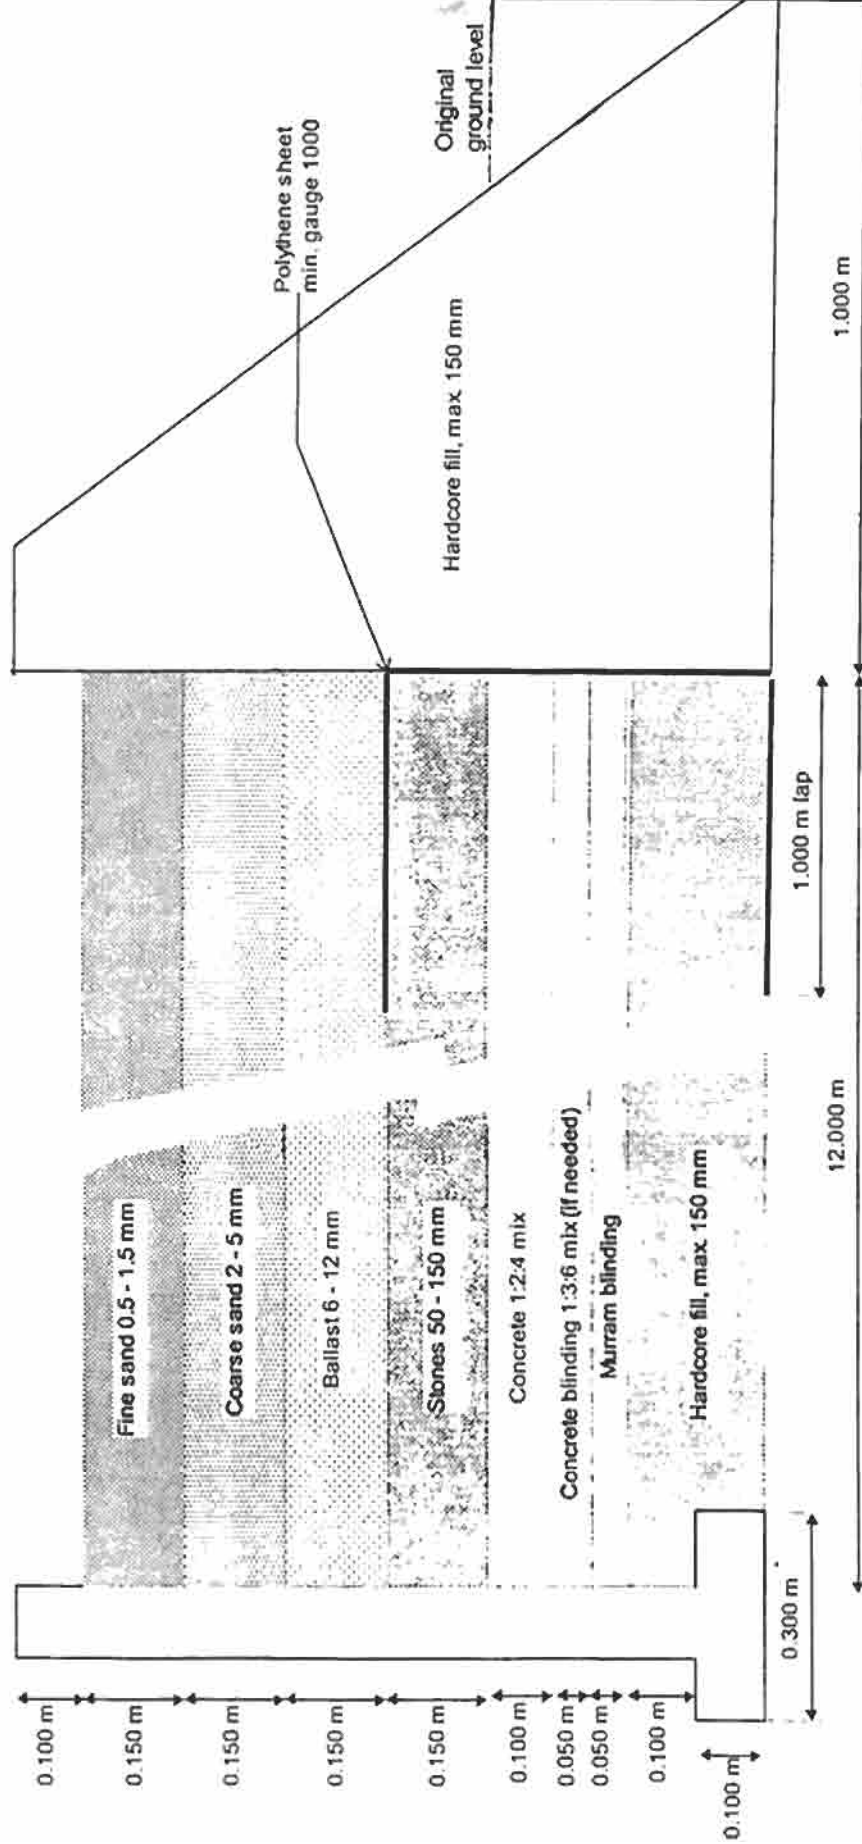 Polythene sheet
min. gauge 1000
Original
ground level
Hardcore fill, max. 150 mm
Fine sand 0.5 - 1.5 mm
Coarse sand 2 - 5 mm
Ballast 6 - 12 mm
Stones 50 - 150 mm
Concrete 1:2:4 mix
Concrete blinding 1:3:6 mix (if needed)
Murram blinding
Hardcore fill, max. 150 mm
0.100 m
0.150 m
0.150 m
0.150 m
0.150 m
0.100 m
0.050 m
0.050 m
0.100 m
0.100 m
0.300 m
1.000 m lap
12.000 m
1.000 m